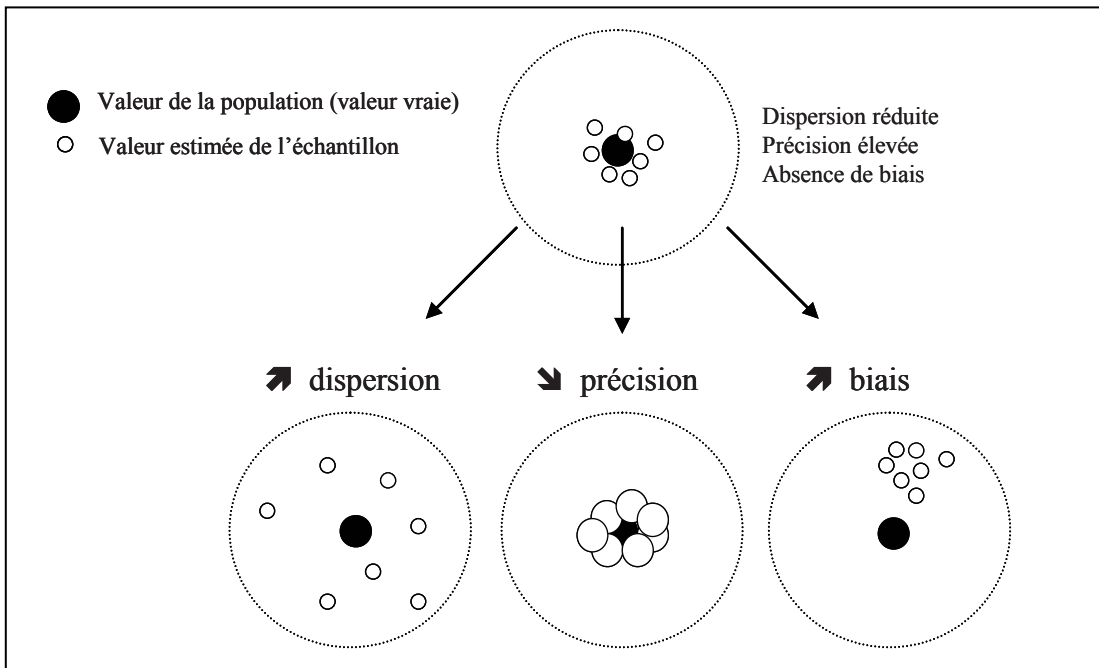 Valeur de la population (valeur vraie)
Valeur estimée de l'échantillon
Dispersion réduite
Précision élevée
Absence de biais
dispersion
précision
biais